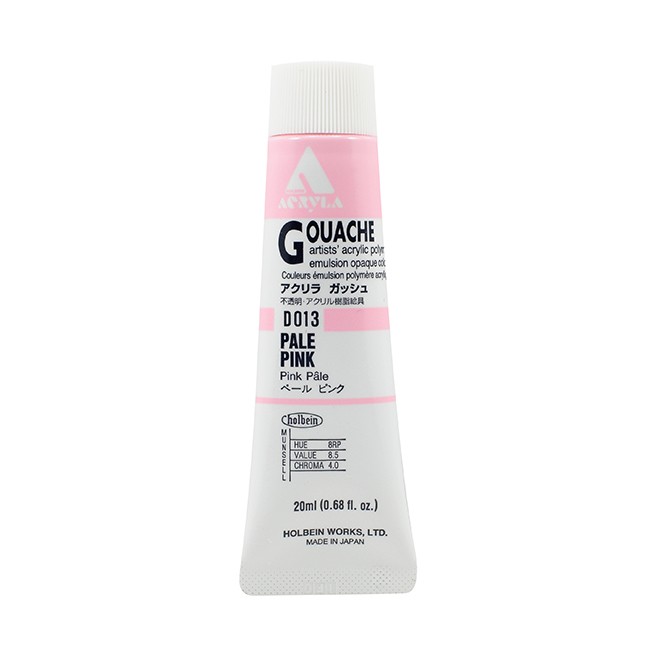 ACRYLA
GOUACHE
artists' acrylic
emulsion opaque
Couleurs émulsion polymère
アクリラ ガッシュ
不透明・アクリル樹脂絵具
D013
PALE
PINK
Pink Pâle
ペール ピンク
holbein
MUNSELL
HUE 8RP
VALUE 8.5
CHROMA 4.0
20ml (0.68 fl. oz.)
HOLBEIN WORKS, LTD.
MADE IN JAPAN